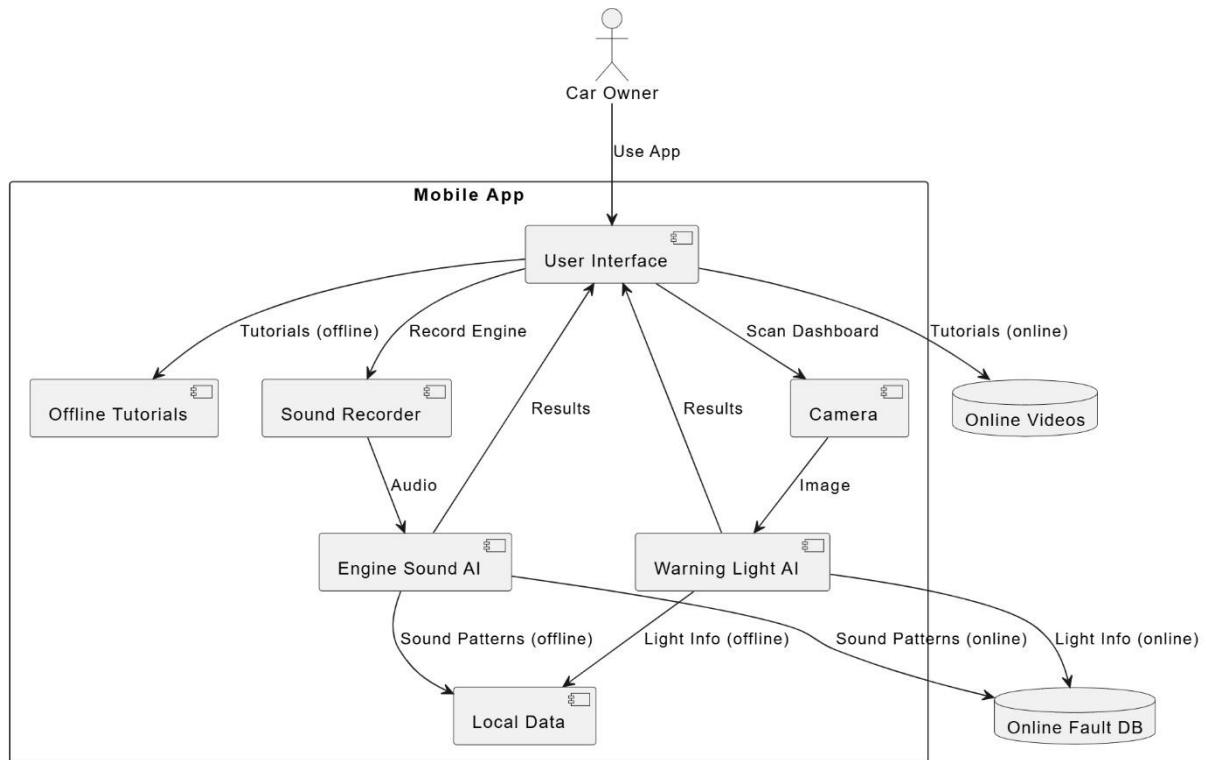 Car Owner
Use App
Mobile App
User Interface
Tutorials (offline)
Record Engine
Scan Dashboard
Tutorials (online)
Offline Tutorials
Sound Recorder
Results
Results
Camera
Online Videos
Audio
Image
Engine Sound AI
Warning Light AI
Sound Patterns (offline)
Light Info (offline)
Sound Patterns (online)
Light Info (online)
Local Data
Online Fault DB